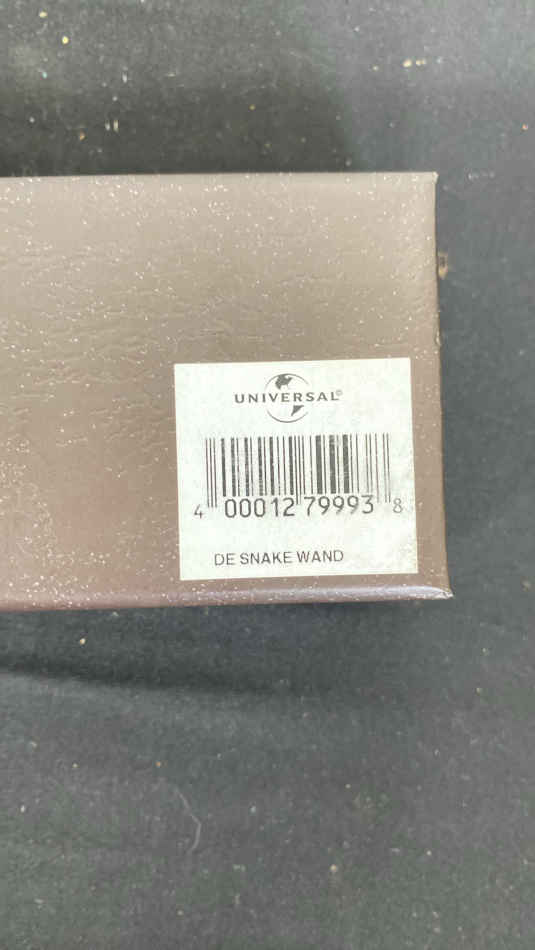 UNIVERSAL®
4 00012 79993 8
DE SNAKE WAND